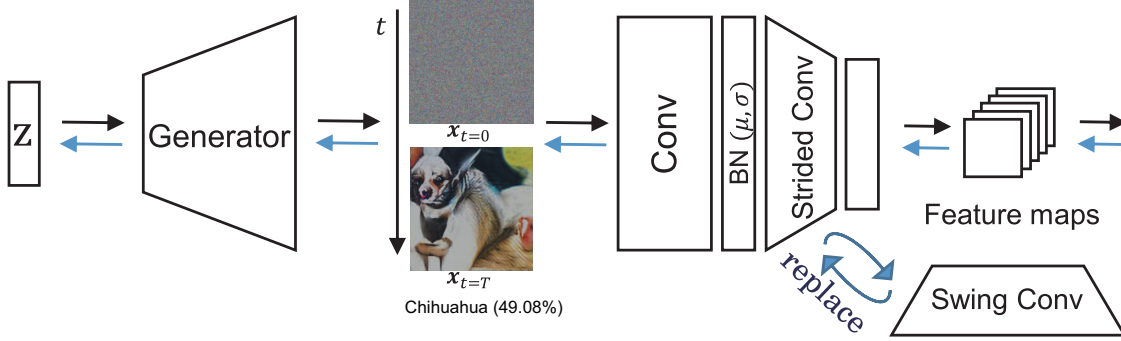 z
Generator
t
x_{t=0}
x_{t=T}
Chihuahua (49.08%)
Conv
BN (μ, σ)
Strided Conv
Feature maps
replace
Swing Conv